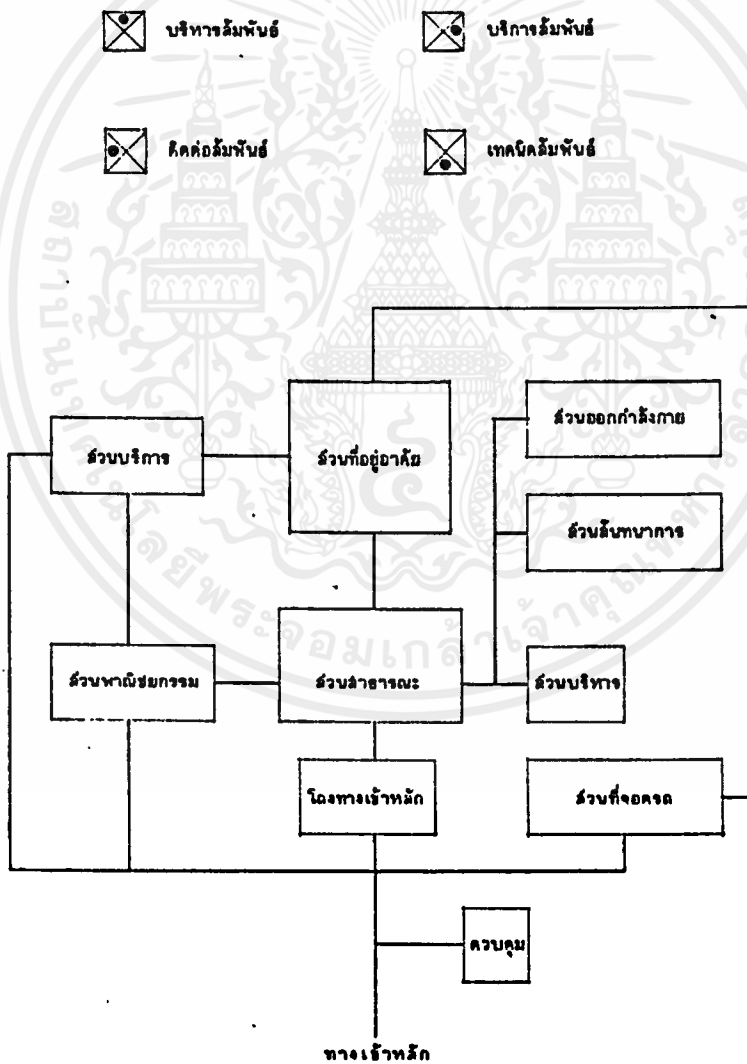 บริหารสัมพันธ์
บริการสัมพันธ์
ติดต่อสัมพันธ์
เทคนิคสัมพันธ์
ส่วนออกกำลังกาย
ส่วนบริการ
ส่วนที่อยู่อาศัย
ส่วนสันทนาการ
ส่วนพาณิชยกรรม
ส่วนสาธารณะ
ส่วนบริหาร
โถงทางเข้าหลัก
ส่วนที่จอดรถ
ควบคุม
ทางเข้าหลัก